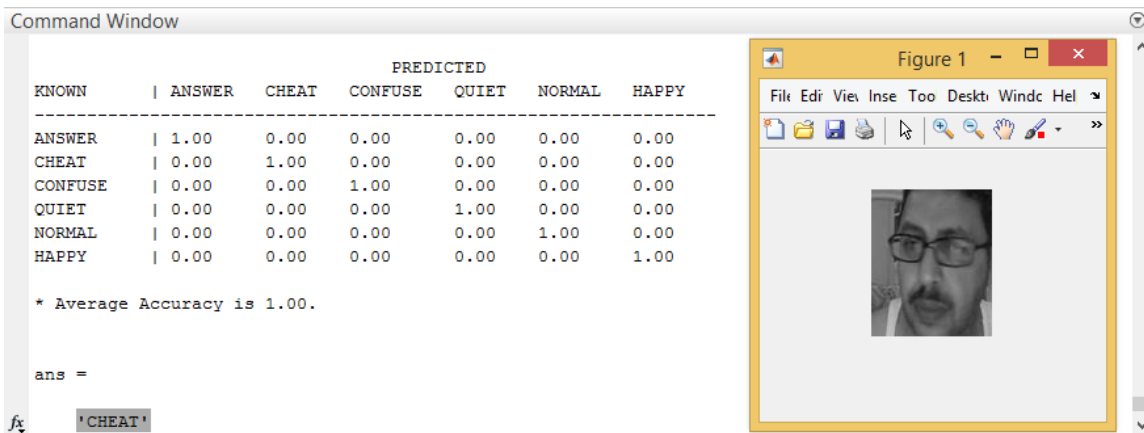 Command Window
PREDICTED
KNOWN | ANSWER CHEAT CONFUSE QUIET NORMAL HAPPY
------------------------------------------------------------------------
ANSWER | 1.00 0.00 0.00 0.00 0.00 0.00
CHEAT | 0.00 1.00 0.00 0.00 0.00 0.00
CONFUSE | 0.00 0.00 1.00 0.00 0.00 0.00
QUIET | 0.00 0.00 0.00 1.00 0.00 0.00
NORMAL | 0.00 0.00 0.00 0.00 1.00 0.00
HAPPY | 0.00 0.00 0.00 0.00 0.00 1.00
* Average Accuracy is 1.00.
ans =
fx 'CHEAT'
Figure 1
File Edi Viev Inse Too Deskt Windc Hel